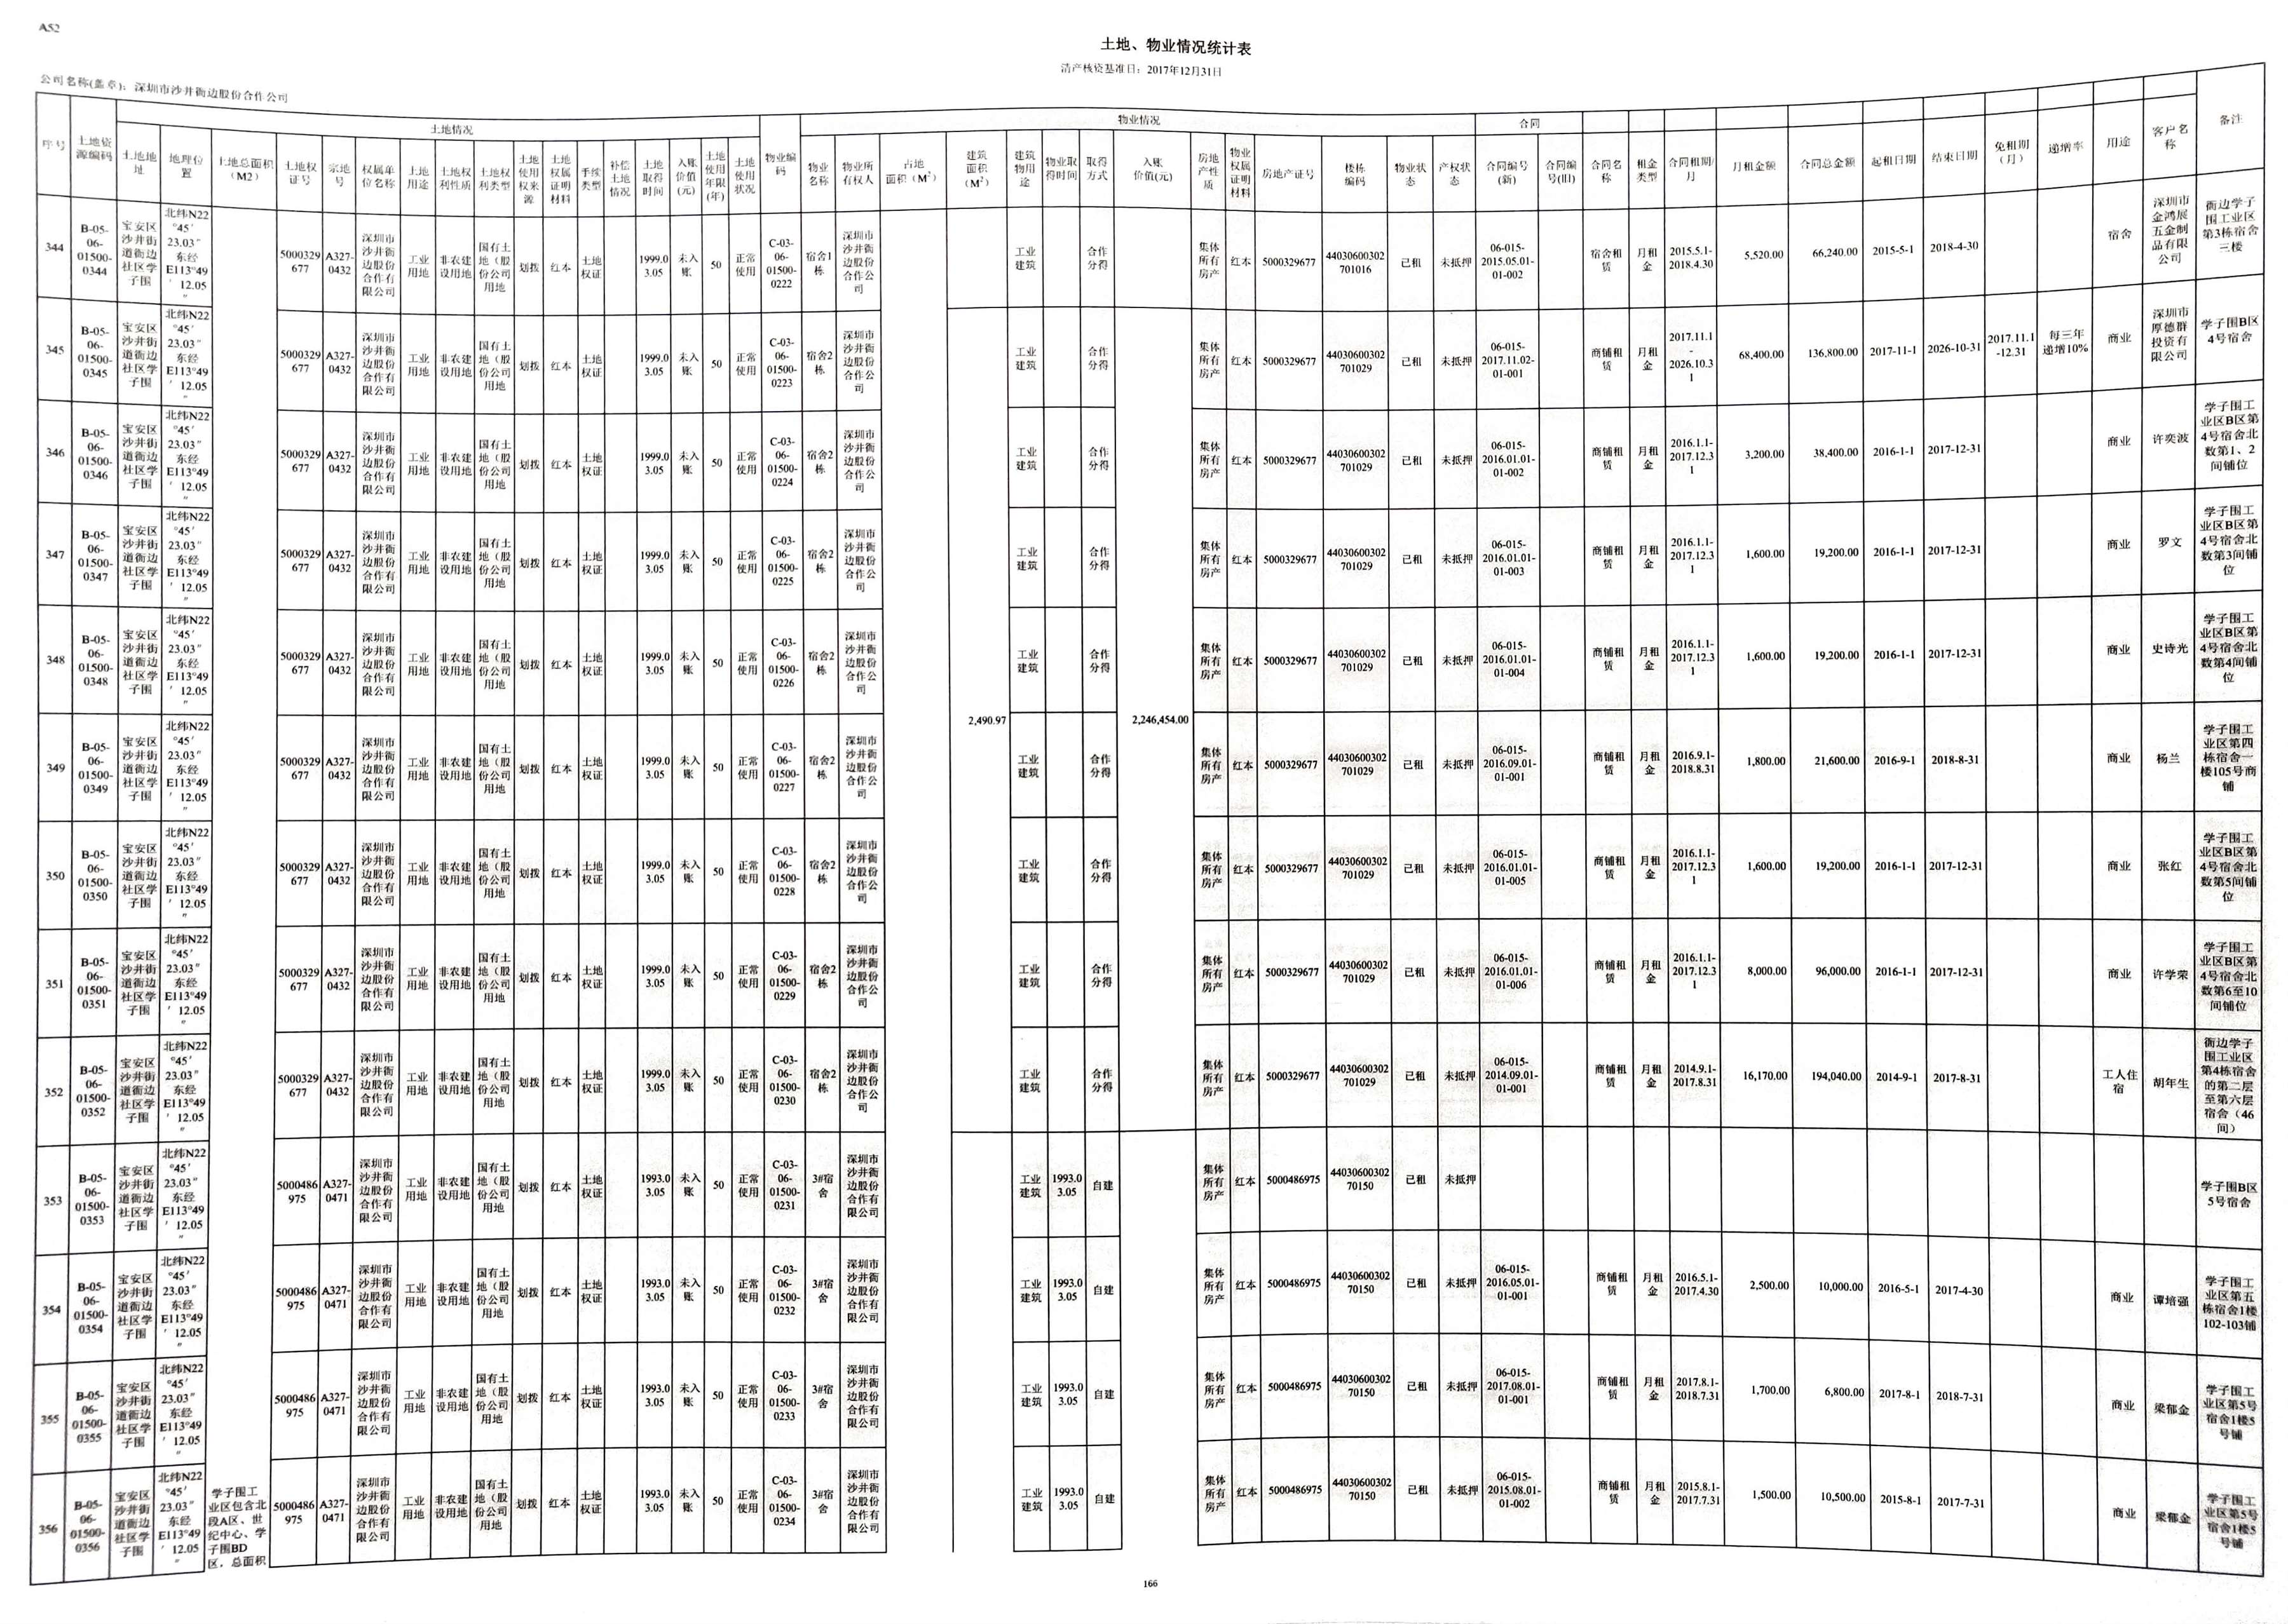 A52
土地、物业情况统计表
清产核资基准日：2017年12月31日
公司名称(盖章)：深圳市沙井衙边股份合作公司
土地情况 物业情况 合同
序号 土地资源编码 土地地址 地理位置 土地总面积（M2） 土地权证号 宗地号 权属单位名称 土地用途 土地权利性质 土地权利类型 土地使用权来源 土地权属证明材料 手续类型 补偿土地情况 土地取得时间 入账价值(元) 土地使用年限(年) 土地使用状况 物业编码 物业名称 物业所有权人 占地面积（M²） 建筑面积（M²） 建筑物用途 物业取得时间 取得方式 入账价值(元) 房地产性质 物业权属证明材料 房地产证号 楼栋编码 物业状态 产权状态 合同编号(新) 合同编号(旧) 合同名称 租金类型 合同租期/月 月租金额 合同总金额 起租日期 结束日期 免租期（月） 递增率 用途 客户名称 备注
344 B-05-06-01500-0344 宝安区沙井街道衙边社区学子围 北纬N22°45′23.03″东经E113°49′12.05″ 5000329677 A327-0432 深圳市沙井衙边股份合作有限公司 工业用地 非农建设用地 国有土地（股份公司用地 划拨 红本 土地权证 1999.03.05 未入账 50 正常使用 C-03-06-01500-0222 宿舍1栋 深圳市沙井衙边股份合作公司 工业建筑 合作分得 集体所有房产 红本 5000329677 44030600302701016 已租 未抵押 06-015-2015.05.01-01-002 宿舍租赁 月租金 2015.5.1-2018.4.30 5,520.00 66,240.00 2015-5-1 2018-4-30 宿舍 深圳市金鸿展五金制品有限公司 衙边学子围工业区第3栋宿舍三楼
345 B-05-06-01500-0345 宝安区沙井街道衙边社区学子围 北纬N22°45′23.03″东经E113°49′12.05″ 5000329677 A327-0432 深圳市沙井衙边股份合作有限公司 工业用地 非农建设用地 国有土地（股份公司用地 划拨 红本 土地权证 1999.03.05 未入账 50 正常使用 C-03-06-01500-0223 宿舍2栋 深圳市沙井衙边股份合作公司 工业建筑 合作分得 集体所有房产 红本 5000329677 44030600302701029 已租 未抵押 06-015-2017.11.02-01-001 商铺租赁 月租金 2017.11.1-2026.10.31 68,400.00 136,800.00 2017-11-1 2026-10-31 2017.11.1-12.31 每三年递增10% 商业 深圳市厚德群投资有限公司 学子围B区4号宿舍
346 B-05-06-01500-0346 宝安区沙井街道衙边社区学子围 北纬N22°45′23.03″东经E113°49′12.05″ 5000329677 A327-0432 深圳市沙井衙边股份合作有限公司 工业用地 非农建设用地 国有土地（股份公司用地 划拨 红本 土地权证 1999.03.05 未入账 50 正常使用 C-03-06-01500-0224 宿舍2栋 深圳市沙井衙边股份合作公司 工业建筑 合作分得 集体所有房产 红本 5000329677 44030600302701029 已租 未抵押 06-015-2016.01.01-01-002 商铺租赁 月租金 2016.1.1-2017.12.31 3,200.00 38,400.00 2016-1-1 2017-12-31 商业 许奕波 学子围工业区B区第4号宿舍北数第1、2间铺位
347 B-05-06-01500-0347 宝安区沙井街道衙边社区学子围 北纬N22°45′23.03″东经E113°49′12.05″ 5000329677 A327-0432 深圳市沙井衙边股份合作有限公司 工业用地 非农建设用地 国有土地（股份公司用地 划拨 红本 土地权证 1999.03.05 未入账 50 正常使用 C-03-06-01500-0225 宿舍2栋 深圳市沙井衙边股份合作公司 工业建筑 合作分得 集体所有房产 红本 5000329677 44030600302701029 已租 未抵押 06-015-2016.01.01-01-003 商铺租赁 月租金 2016.1.1-2017.12.31 1,600.00 19,200.00 2016-1-1 2017-12-31 商业 罗文 学子围工业区B区第4号宿舍北数第3间铺位
348 B-05-06-01500-0348 宝安区沙井街道衙边社区学子围 北纬N22°45′23.03″东经E113°49′12.05″ 5000329677 A327-0432 深圳市沙井衙边股份合作有限公司 工业用地 非农建设用地 国有土地（股份公司用地 划拨 红本 土地权证 1999.03.05 未入账 50 正常使用 C-03-06-01500-0226 宿舍2栋 深圳市沙井衙边股份合作公司 工业建筑 合作分得 集体所有房产 红本 5000329677 44030600302701029 已租 未抵押 06-015-2016.01.01-01-004 商铺租赁 月租金 2016.1.1-2017.12.31 1,600.00 19,200.00 2016-1-1 2017-12-31 商业 史诗光 学子围工业区B区第4号宿舍北数第4间铺位
2,490.97 2,246,454.00
349 B-05-06-01500-0349 宝安区沙井街道衙边社区学子围 北纬N22°45′23.03″东经E113°49′12.05″ 5000329677 A327-0432 深圳市沙井衙边股份合作有限公司 工业用地 非农建设用地 国有土地（股份公司用地 划拨 红本 土地权证 1999.03.05 未入账 50 正常使用 C-03-06-01500-0227 宿舍2栋 深圳市沙井衙边股份合作公司 工业建筑 合作分得 集体所有房产 红本 5000329677 44030600302701029 已租 未抵押 06-015-2016.09.01-01-001 商铺租赁 月租金 2016.9.1-2018.8.31 1,800.00 21,600.00 2016-9-1 2018-8-31 商业 杨兰 学子围工业区第四栋宿舍一楼105号商铺
350 B-05-06-01500-0350 宝安区沙井街道衙边社区学子围 北纬N22°45′23.03″东经E113°49′12.05″ 5000329677 A327-0432 深圳市沙井衙边股份合作有限公司 工业用地 非农建设用地 国有土地（股份公司用地 划拨 红本 土地权证 1999.03.05 未入账 50 正常使用 C-03-06-01500-0228 宿舍2栋 深圳市沙井衙边股份合作公司 工业建筑 合作分得 集体所有房产 红本 5000329677 44030600302701029 已租 未抵押 06-015-2016.01.01-01-005 商铺租赁 月租金 2016.1.1-2017.12.31 1,600.00 19,200.00 2016-1-1 2017-12-31 商业 张红 学子围工业区B区第4号宿舍北数第5间铺位
351 B-05-06-01500-0351 宝安区沙井街道衙边社区学子围 北纬N22°45′23.03″东经E113°49′12.05″ 5000329677 A327-0432 深圳市沙井衙边股份合作有限公司 工业用地 非农建设用地 国有土地（股份公司用地 划拨 红本 土地权证 1999.03.05 未入账 50 正常使用 C-03-06-01500-0229 宿舍2栋 深圳市沙井衙边股份合作公司 工业建筑 合作分得 集体所有房产 红本 5000329677 44030600302701029 已租 未抵押 06-015-2016.01.01-01-006 商铺租赁 月租金 2016.1.1-2017.12.31 8,000.00 96,000.00 2016-1-1 2017-12-31 商业 许学荣 学子围工业区B区第4号宿舍北数第6至10间铺位
352 B-05-06-01500-0352 宝安区沙井街道衙边社区学子围 北纬N22°45′23.03″东经E113°49′12.05″ 5000329677 A327-0432 深圳市沙井衙边股份合作有限公司 工业用地 非农建设用地 国有土地（股份公司用地 划拨 红本 土地权证 1999.03.05 未入账 50 正常使用 C-03-06-01500-0230 宿舍2栋 深圳市沙井衙边股份合作公司 工业建筑 合作分得 集体所有房产 红本 5000329677 44030600302701029 已租 未抵押 06-015-2014.09.01-01-001 商铺租赁 月租金 2014.9.1-2017.8.31 16,170.00 194,040.00 2014-9-1 2017-8-31 工人住宿 胡年生 衙边学子围工业区第4栋宿舍的第二层至第六层宿舍（46间）
353 B-05-06-01500-0353 宝安区沙井街道衙边社区学子围 北纬N22°45′23.03″东经E113°49′12.05″ 5000486975 A327-0471 深圳市沙井衙边股份合作有限公司 工业用地 非农建设用地 国有土地（股份公司用地 划拨 红本 土地权证 1993.03.05 未入账 50 正常使用 C-03-06-01500-0231 3#宿舍 深圳市沙井衙边股份合作有限公司 工业建筑 1993.03.05 自建 集体所有房产 红本 5000486975 4403060030270150 已租 未抵押 学子围B区5号宿舍
354 B-05-06-01500-0354 宝安区沙井街道衙边社区学子围 北纬N22°45′23.03″东经E113°49′12.05″ 5000486975 A327-0471 深圳市沙井衙边股份合作有限公司 工业用地 非农建设用地 国有土地（股份公司用地 划拨 红本 土地权证 1993.03.05 未入账 50 正常使用 C-03-06-01500-0232 3#宿舍 深圳市沙井衙边股份合作有限公司 工业建筑 1993.03.05 自建 集体所有房产 红本 5000486975 4403060030270150 已租 未抵押 06-015-2016.05.01-01-001 商铺租赁 月租金 2016.5.1-2017.4.30 2,500.00 10,000.00 2016-5-1 2017-4-30 商业 谭培强 学子围工业区第五栋宿舍1楼102-103铺
355 B-05-06-01500-0355 宝安区沙井街道衙边社区学子围 北纬N22°45′23.03″东经E113°49′12.05″ 5000486975 A327-0471 深圳市沙井衙边股份合作有限公司 工业用地 非农建设用地 国有土地（股份公司用地 划拨 红本 土地权证 1993.03.05 未入账 50 正常使用 C-03-06-01500-0233 3#宿舍 深圳市沙井衙边股份合作有限公司 工业建筑 1993.03.05 自建 集体所有房产 红本 5000486975 4403060030270150 已租 未抵押 06-015-2017.08.01-01-001 商铺租赁 月租金 2017.8.1-2018.7.31 1,700.00 6,800.00 2017-8-1 2018-7-31 商业 梁郁金 学子围工业区第5号宿舍1楼5号铺
356 B-05-06-01500-0356 宝安区沙井街道衙边社区学子围 北纬N22°45′23.03″东经E113°49′12.05″ 学子围工业区包含北段A区、世纪中心、学子围BD区，总面积 5000486975 A327-0471 深圳市沙井衙边股份合作有限公司 工业用地 非农建设用地 国有土地（股份公司用地 划拨 红本 土地权证 1993.03.05 未入账 50 正常使用 C-03-06-01500-0234 3#宿舍 深圳市沙井衙边股份合作有限公司 工业建筑 1993.03.05 自建 集体所有房产 红本 5000486975 4403060030270150 已租 未抵押 06-015-2015.08.01-01-002 商铺租赁 月租金 2015.8.1-2017.7.31 1,500.00 10,500.00 2015-8-1 2017-7-31 商业 梁郁金 学子围工业区第5号宿舍1楼5号铺
166